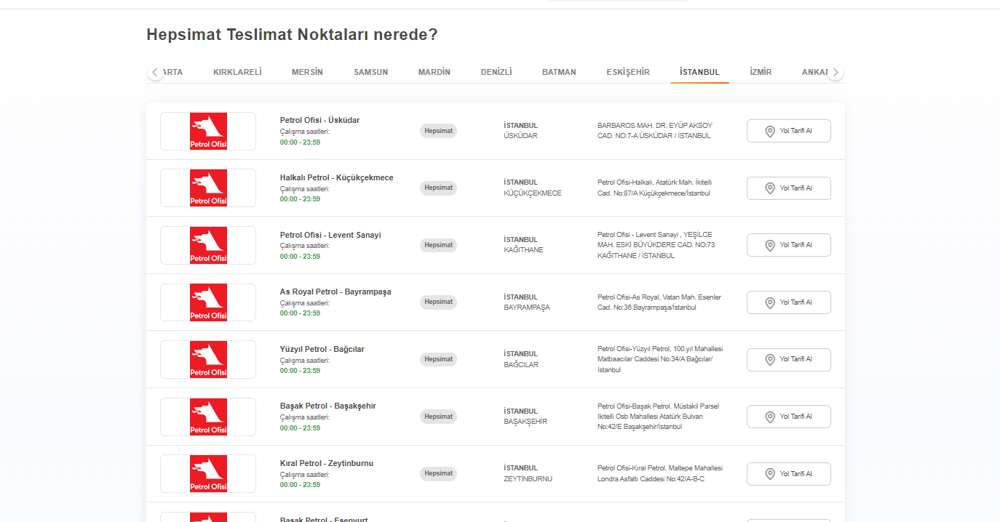 Hepsimat Teslimat Noktaları nerede?
ARTA KIRKLARELİ MERSİN SAMSUN MARDİN DENİZLİ BATMAN ESKİŞEHİR İSTANBUL İZMİR ANKAR
Petrol Ofisi
Petrol Ofisi - Üsküdar
Çalışma saatleri:
00:00 - 23:59
Hepsimat
İSTANBUL
ÜSKÜDAR
BARBAROS MAH. DR. EYÜP AKSOY
CAD. NO:7-A ÜSKÜDAR / İSTANBUL
Yol Tarifi Al
Petrol Ofisi
Halkalı Petrol - Küçükçekmece
Çalışma saatleri:
00:00 - 23:59
Hepsimat
İSTANBUL
KÜÇÜKÇEKMECE
Petrol Ofisi-Halkalı, Atatürk Mah. İkitelli
Cad. No:87/A Küçükçekmece/İstanbul
Yol Tarifi Al
Petrol Ofisi
Petrol Ofisi - Levent Sanayi
Çalışma saatleri:
00:00 - 23:59
Hepsimat
İSTANBUL
KAĞITHANE
Petrol Ofisi - Levent Sanayi , YEŞİLCE
MAH. ESKİ BÜYÜKDERE CAD. NO:73
KAĞITHANE / İSTANBUL
Yol Tarifi Al
Petrol Ofisi
As Royal Petrol - Bayrampaşa
Çalışma saatleri:
00:00 - 23:59
Hepsimat
İSTANBUL
BAYRAMPAŞA
Petrol Ofisi-As Royal, Vatan Mah. Esenler
Cad. No:36 Bayrampaşa/İstanbul
Yol Tarifi Al
Petrol Ofisi
Yüzyıl Petrol - Bağcılar
Çalışma saatleri:
00:00 - 23:59
Hepsimat
İSTANBUL
BAĞCILAR
Petrol Ofisi-Yüzyıl Petrol, 100.yıl Mahallesi
Matbaacılar Caddesi No:34/A Bağcılar/
İstanbul
Yol Tarifi Al
Petrol Ofisi
Başak Petrol - Başakşehir
Çalışma saatleri:
00:00 - 23:59
Hepsimat
İSTANBUL
BAŞAKŞEHİR
Petrol Ofisi-Başak Petrol. Müstakil Parsel
Ikitelli Osb Mahallesi Atatürk Bulvarı
No:42/E Başakşehir/İstanbul
Yol Tarifi Al
Petrol Ofisi
Kıral Petrol - Zeytinburnu
Çalışma saatleri:
00:00 - 23:59
Hepsimat
İSTANBUL
ZEYTİNBURNU
Petrol Ofisi-Kıral Petrol. Maltepe Mahallesi
Londra Asfaltı Caddesi No:42/A-B-C
Yol Tarifi Al
Başak Petrol - Esenyurt